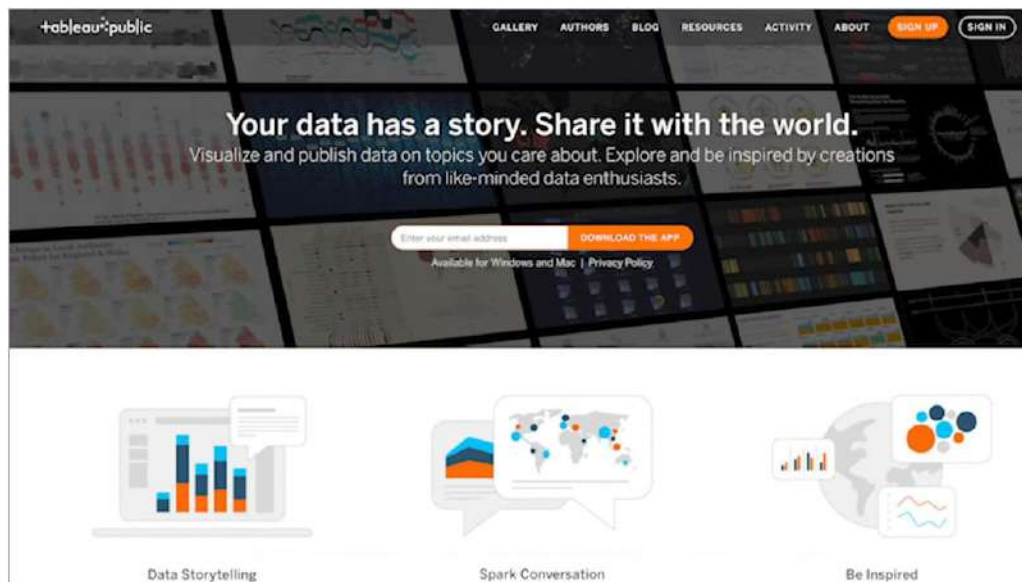 tableau public
GALLERY AUTHORS BLOG RESOURCES ACTIVITY ABOUT SIGN UP SIGN IN
Your data has a story. Share it with the world.
Visualize and publish data on topics you care about. Explore and be inspired by creations
from like-minded data enthusiasts.
Enter your email address DOWNLOAD THE APP
Available for Windows and Mac | Privacy Policy
Data Storytelling Spark Conversation Be Inspired